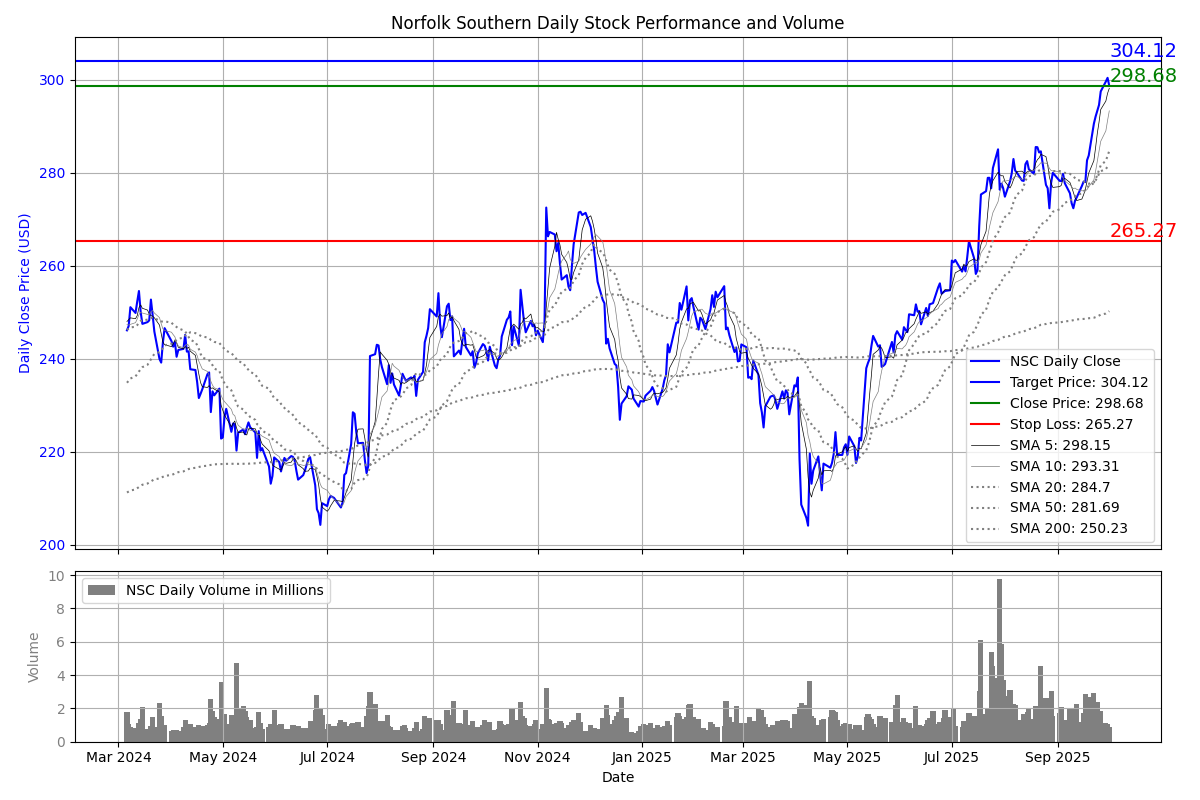 Norfolk Southern Daily Stock Performance and Volume
304.12
298.68
265.27
Daily Close Price (USD)
300
280
260
240
220
200
NSC Daily Close
Target Price: 304.12
Close Price: 298.68
Stop Loss: 265.27
SMA 5: 298.15
SMA 10: 293.31
SMA 20: 284.7
SMA 50: 281.69
SMA 200: 250.23
Volume
10
8
6
4
2
0
NSC Daily Volume in Millions
Mar 2024 May 2024 Jul 2024 Sep 2024 Nov 2024 Jan 2025 Mar 2025 May 2025 Jul 2025 Sep 2025
Date